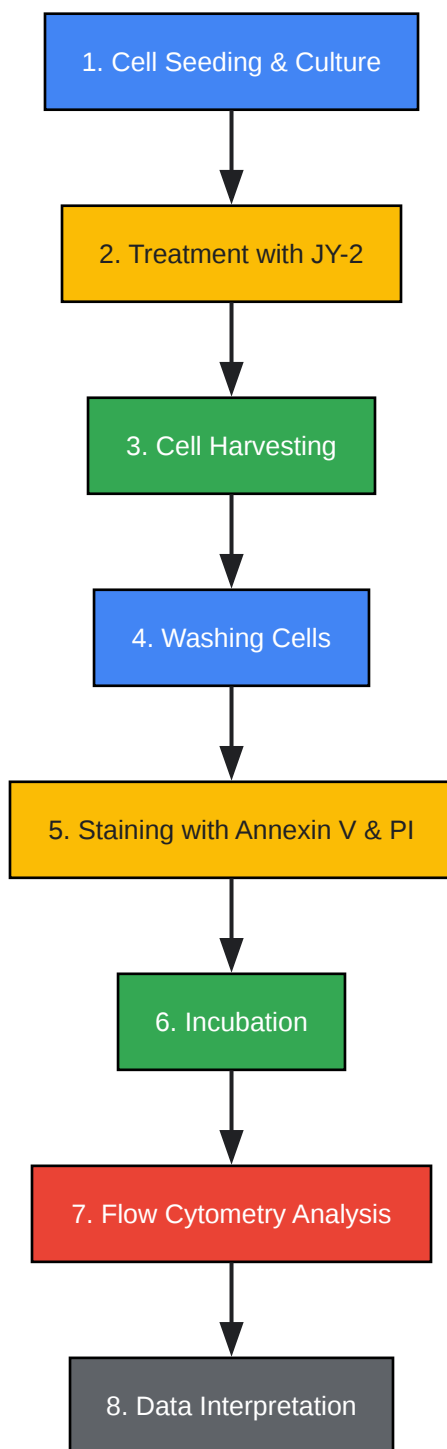 1. Cell Seeding & Culture
2. Treatment with JY-2
3. Cell Harvesting
4. Washing Cells
5. Staining with Annexin V & PI
6. Incubation
7. Flow Cytometry Analysis
8. Data Interpretation